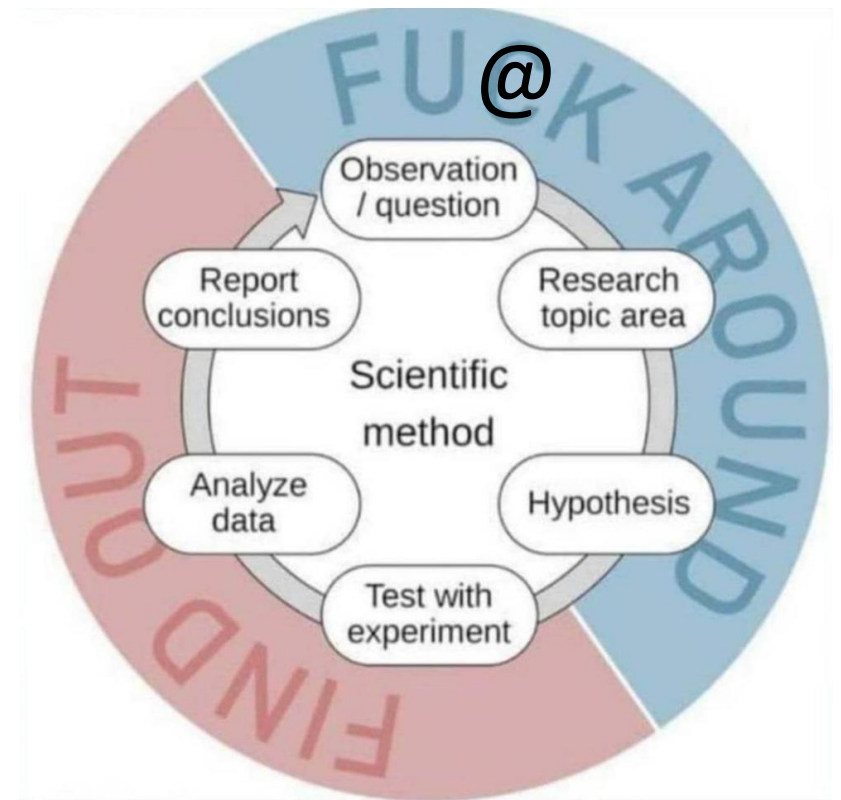 FU@K AROUND
Observation
/ question
Research
topic area
Hypothesis
Test with
experiment
Analyze
data
Report
conclusions
Scientific
method
FIND OUT